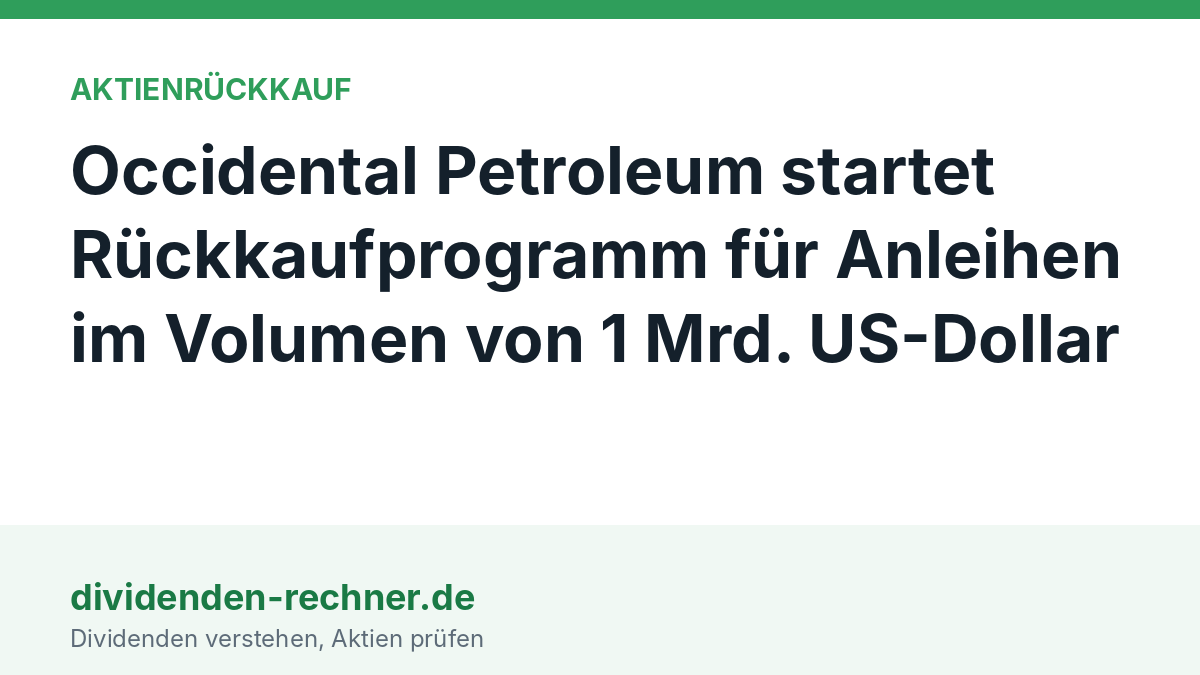 AKTIENRÜCKKAUF
Occidental Petroleum startet
Rückkaufprogramm für Anleihen
im Volumen von 1 Mrd. US-Dollar
dividenden-rechner.de
Dividenden verstehen, Aktien prüfen